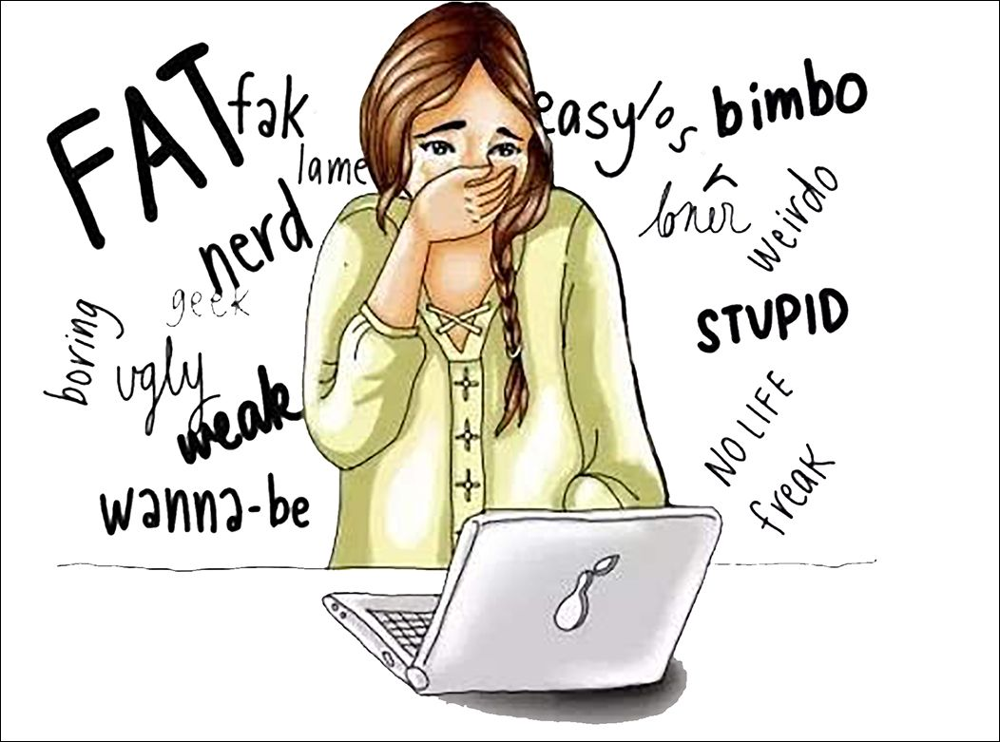 FAT
fak
lame
nerd
geek
boring
ugly
weak
wanna-be
easy
bimbo
weirdo
STUPID
NO LIFE
freak